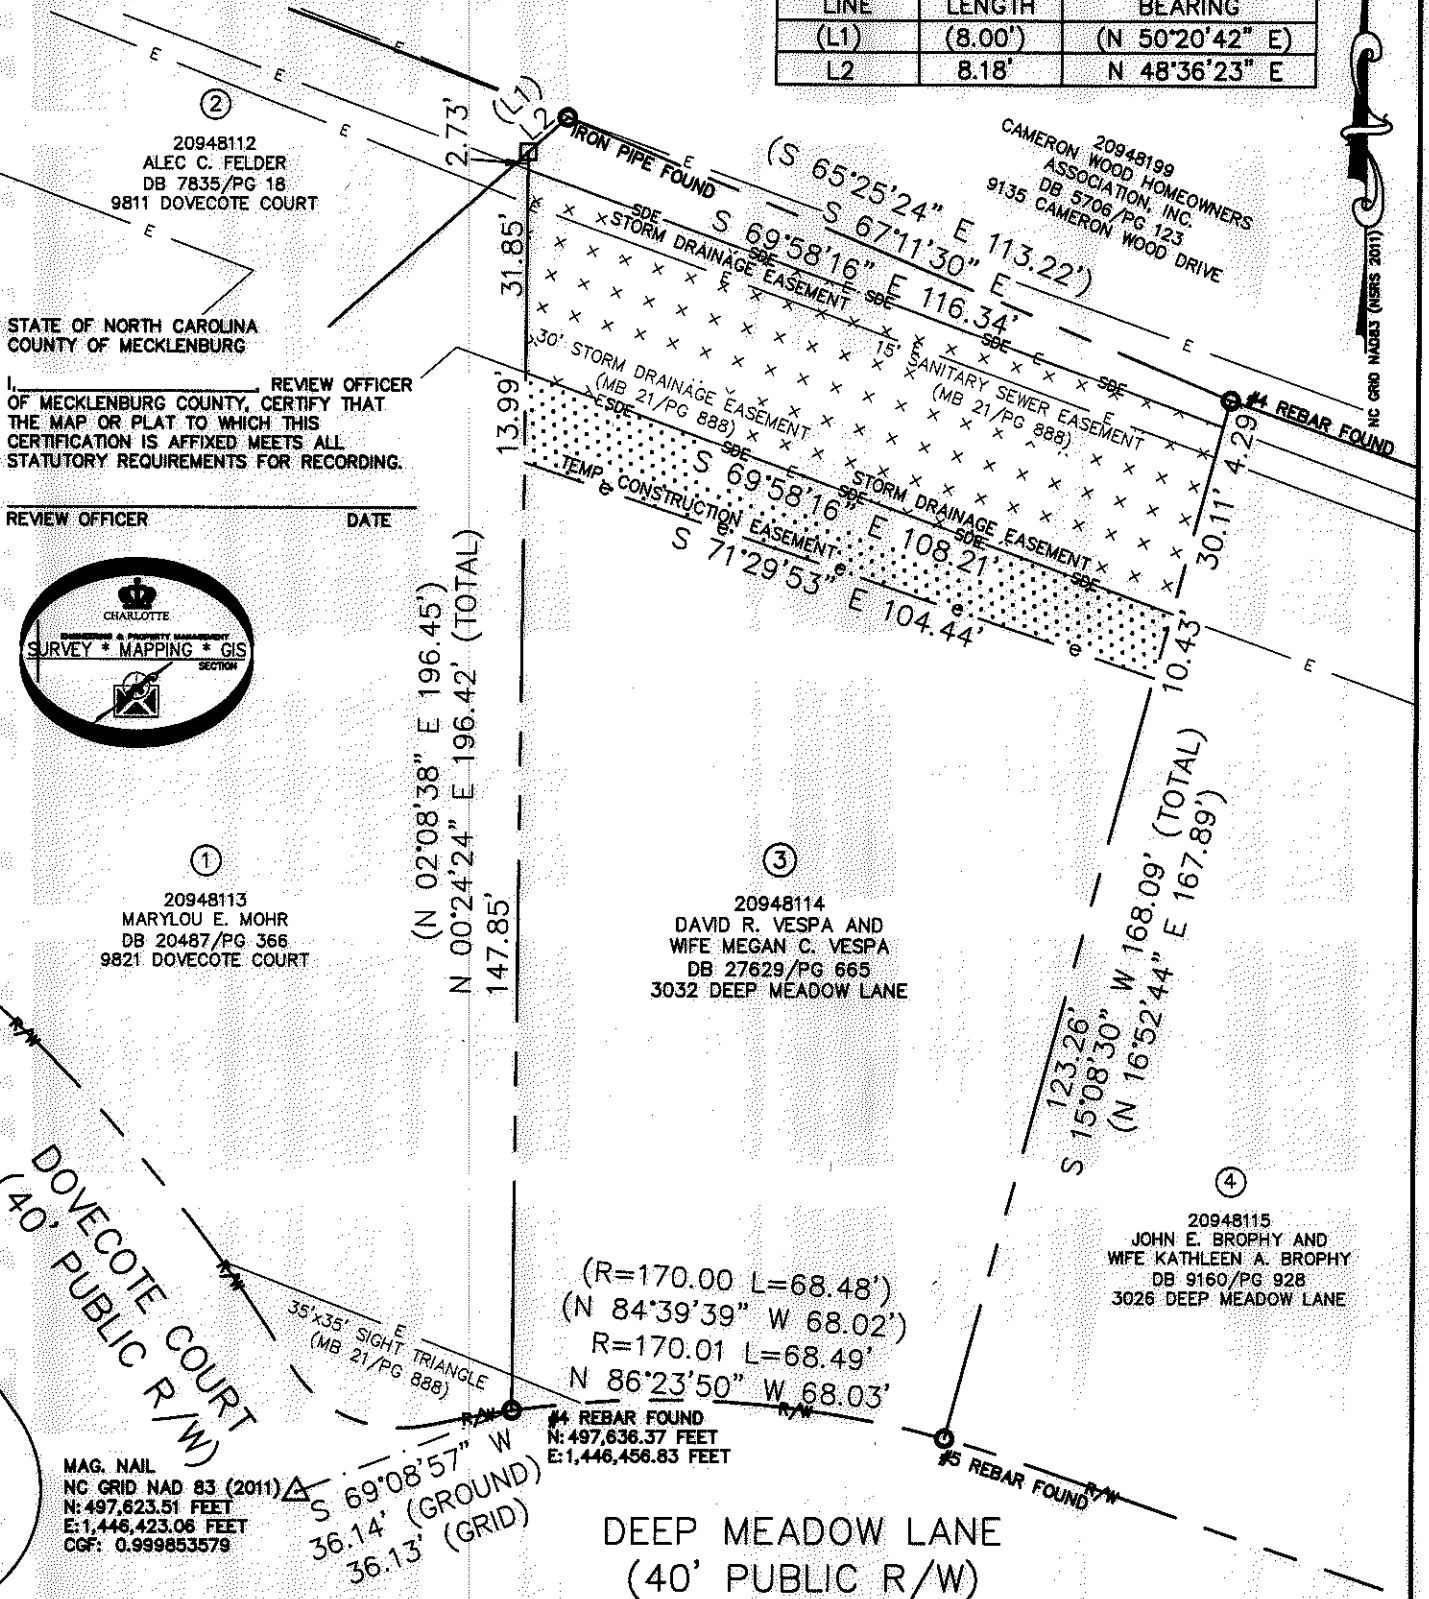 LINE LENGTH BEARING
(L1) (8.00') (N 50°20'42" E)
L2 8.18' N 48°36'23" E
2
20948112
ALEC C. FELDER
DB 7835/PG 18
9811 DOVECOTE COURT
2.73'
(L1)
L2
IRON PIPE FOUND
(S 65°25'24" E 113.22')
S 67°11'30" E
S 69°58'16" E 116.34'
20948199
CAMERON WOOD HOMEOWNERS
ASSOCIATION, INC.
DB 5706/PG 123
9135 CAMERON WOOD DRIVE
NC GRID NAD83 (NSRS 2011)
31.85'
13.99'
STORM DRAINAGE EASEMENT
30' STORM DRAINAGE EASEMENT
(MB 21/PG 888)
15' SANITARY SEWER EASEMENT
(MB 21/PG 888)
#4 REBAR FOUND
4.29'
30.11'
10.43'
S 69°58'16" E 108.21'
STORM DRAINAGE EASEMENT
TEMP CONSTRUCTION EASEMENT
S 71°29'53" E 104.44'
STATE OF NORTH CAROLINA
COUNTY OF MECKLENBURG
I, REVIEW OFFICER
OF MECKLENBURG COUNTY, CERTIFY THAT
THE MAP OR PLAT TO WHICH THIS
CERTIFICATION IS AFFIXED MEETS ALL
STATUTORY REQUIREMENTS FOR RECORDING.
REVIEW OFFICER DATE
CHARLOTTE
ENGINEERING & PROPERTY MANAGEMENT
SURVEY * MAPPING * GIS
SECTION
(N 02°08'38" E 196.45')
N 00°24'24" E 196.42' (TOTAL)
147.85'
1
20948113
MARYLOU E. MOHR
DB 20487/PG 366
9821 DOVECOTE COURT
3
20948114
DAVID R. VESPA AND
WIFE MEGAN C. VESPA
DB 27629/PG 665
3032 DEEP MEADOW LANE
123.26'
S 15°08'30" W 168.09' (TOTAL)
(N 16°52'44" E 167.89')
4
20948115
JOHN E. BROPHY AND
WIFE KATHLEEN A. BROPHY
DB 9160/PG 928
3026 DEEP MEADOW LANE
R/W
DOVECOTE COURT
(40' PUBLIC R/W)
R/W
35'x35' SIGHT TRIANGLE
(MB 21/PG 888)
(R=170.00 L=68.48')
(N 84°39'39" W 68.02')
R=170.01 L=68.49'
N 86°23'50" W 68.03'
R/W
R/W
#4 REBAR FOUND
N: 497,636.37 FEET
E: 1,446,456.83 FEET
#5 REBAR FOUND
R/W
MAG. NAIL
NC GRID NAD 83 (2011)
N: 497,623.51 FEET
E: 1,446,423.06 FEET
CGF: 0.999853579
S 69°08'57" W
36.14' (GROUND)
36.13' (GRID)
DEEP MEADOW LANE
(40' PUBLIC R/W)